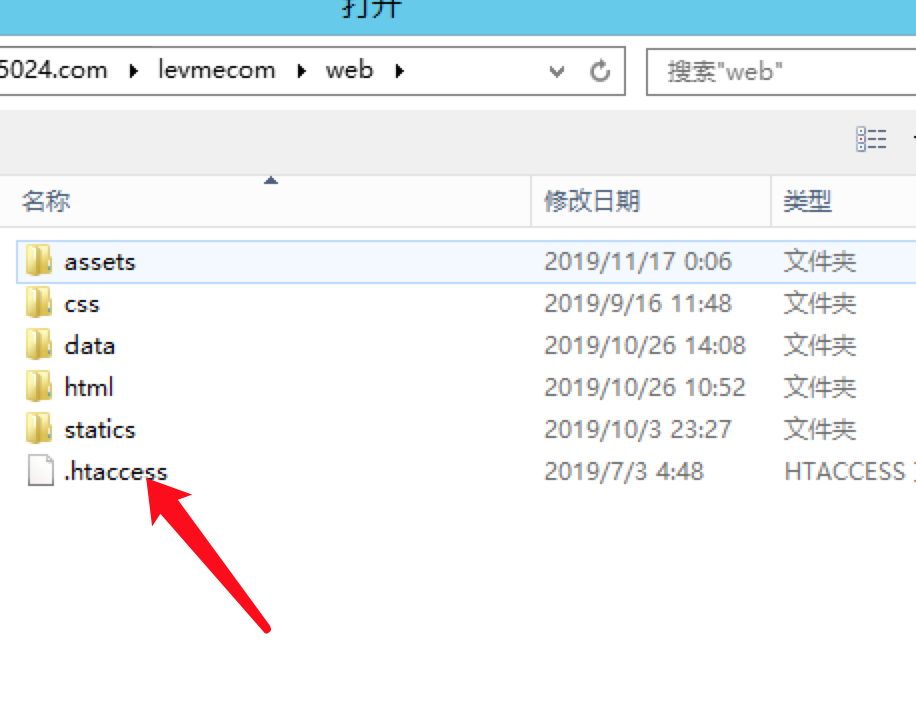 打开
5024.com levmecom web 搜索"web"
名称 修改日期 类型
assets 2019/11/17 0:06 文件夹
css 2019/9/16 11:48 文件夹
data 2019/10/26 14:08 文件夹
html 2019/10/26 10:52 文件夹
statics 2019/10/3 23:27 文件夹
.htaccess 2019/7/3 4:48 HTACCESS